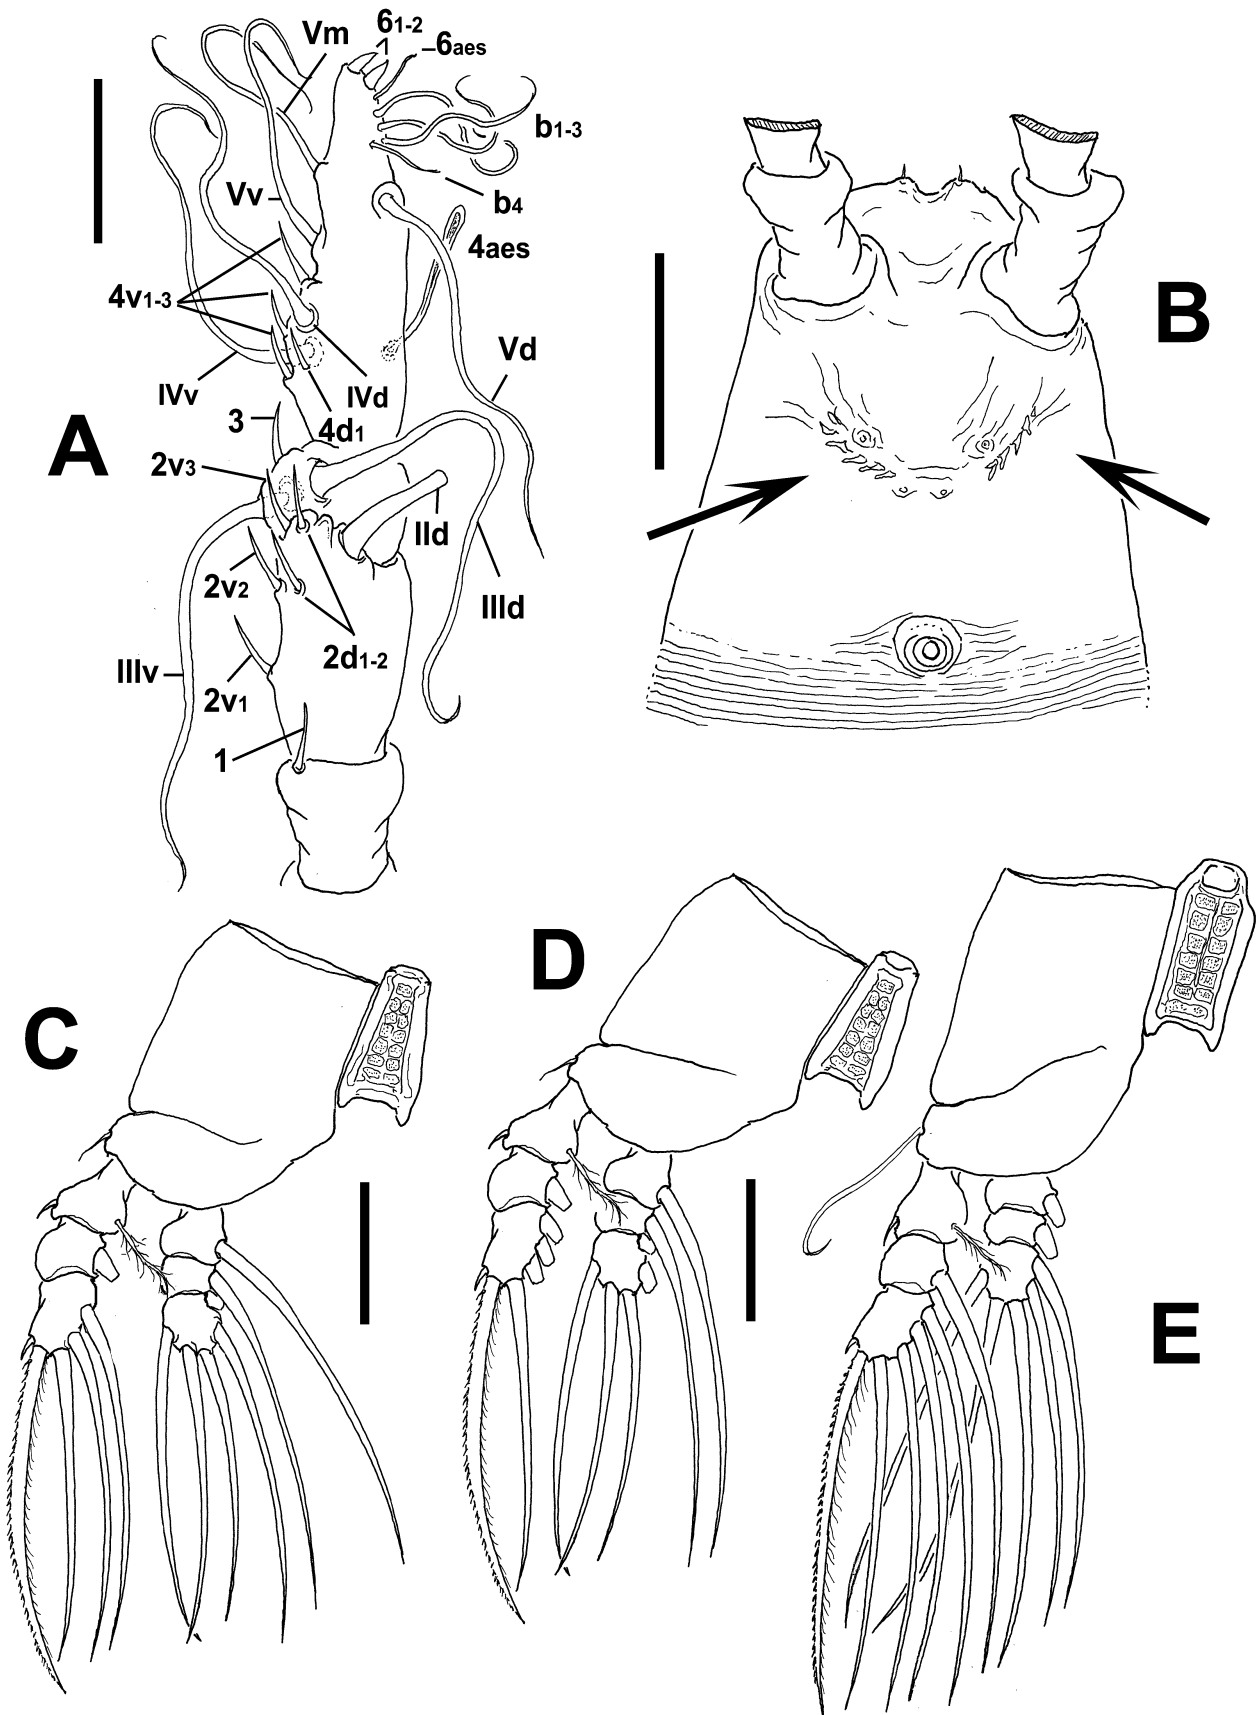 Vm
61-2
6aes
b1-3
Vv
b4
4aes
4v1-3
Vd
IVv
IVd
3
4d1
A
2v3
IId
2v2
IIId
2d1-2
IIIv
2v1
1
B
C
D
E